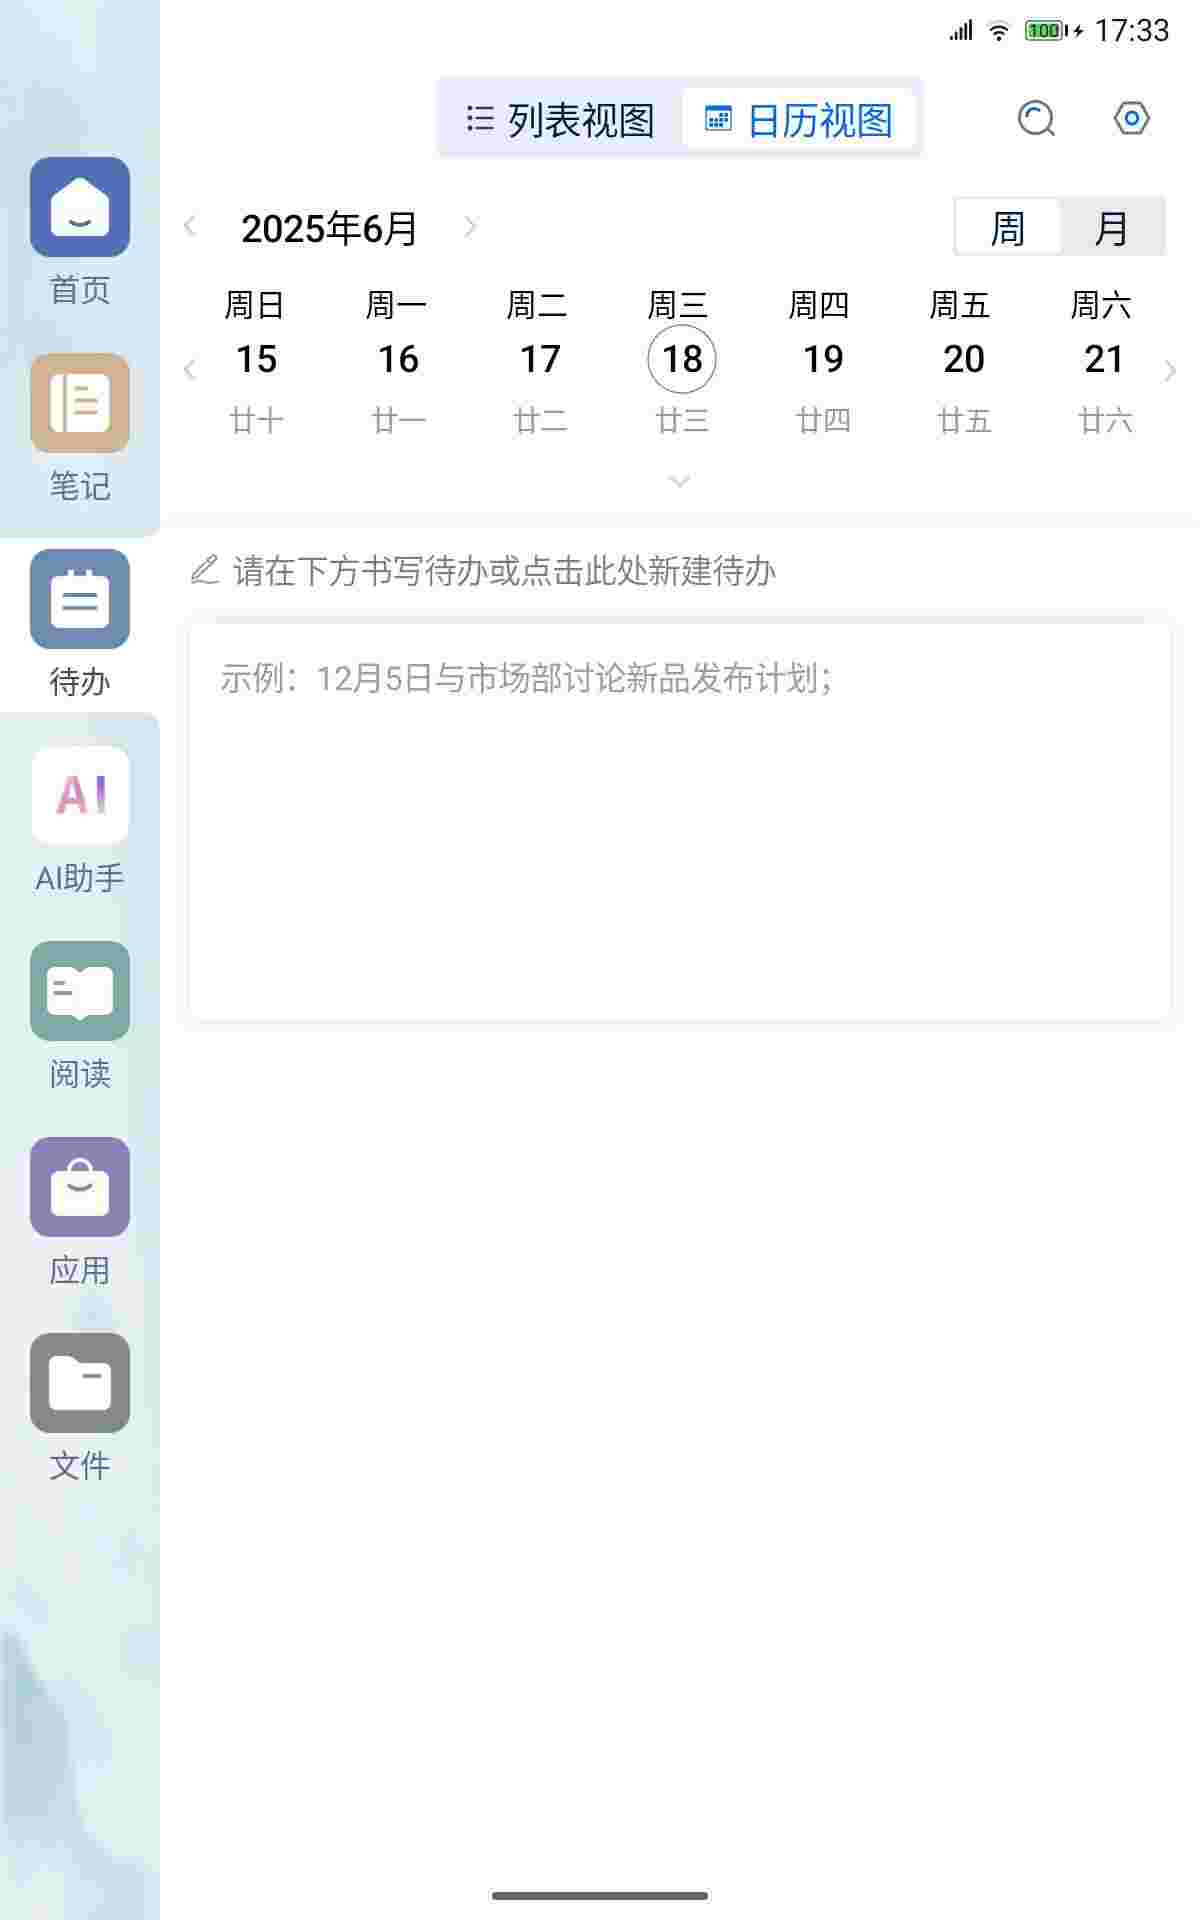 100 17:33
列表视图 日历视图
2025年6月 周 月
周日 周一 周二 周三 周四 周五 周六
15 16 17 18 19 20 21
廿十 廿一 廿二 廿三 廿四 廿五 廿六
请在下方书写待办或点击此处新建待办
示例：12月5日与市场部讨论新品发布计划；
首页
笔记
待办
AI
AI助手
阅读
应用
文件